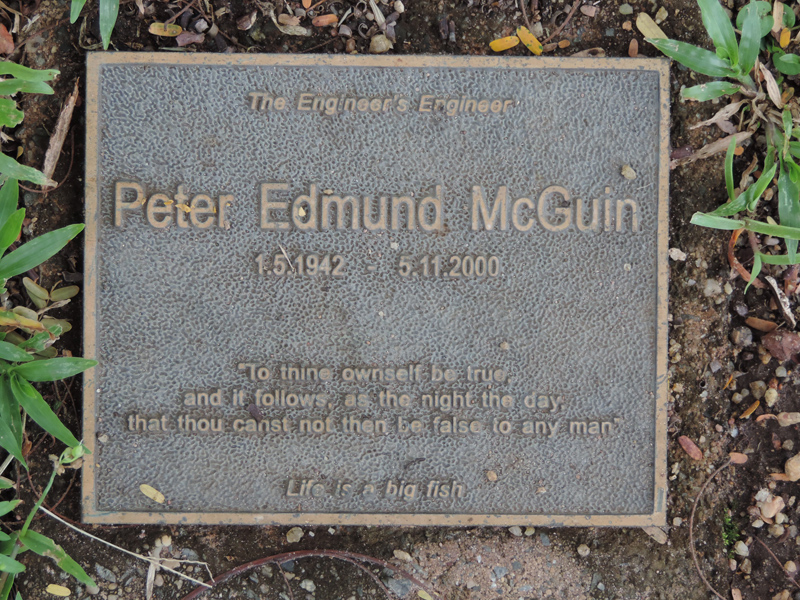 The Engineer's Engineer
Peter Edmund McGuin
1.5.1942 - 5.11.2000
"To thine ownself be true,
and it follows, as the night the day,
that thou canst not then be false to any man"
Life is a big fish